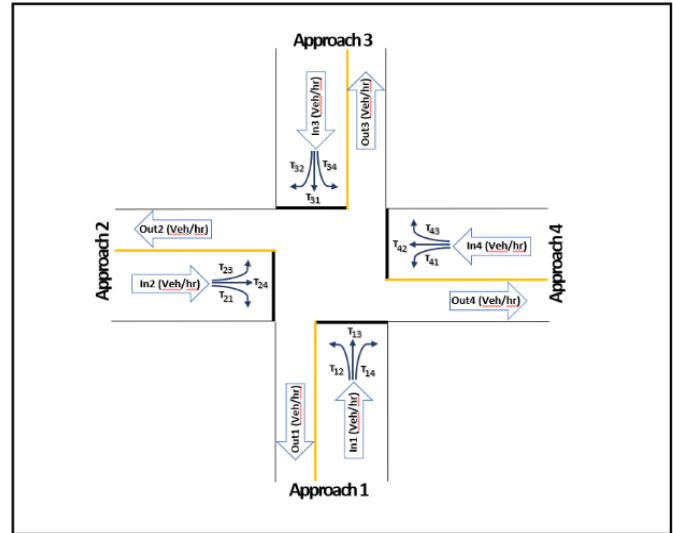 Approach 3
In3 (Veh/hr)
Out3 (Veh/hr)
T32
T34
T31
Approach 2
Out2 (Veh/hr)
In2 (Veh/hr)
T23
T24
T21
T43
T42
T41
In4 (Veh/hr)
Approach 4
Out4 (Veh/hr)
T13
T12
T14
Out1 (Veh/hr)
In1 (Veh/hr)
Approach 1